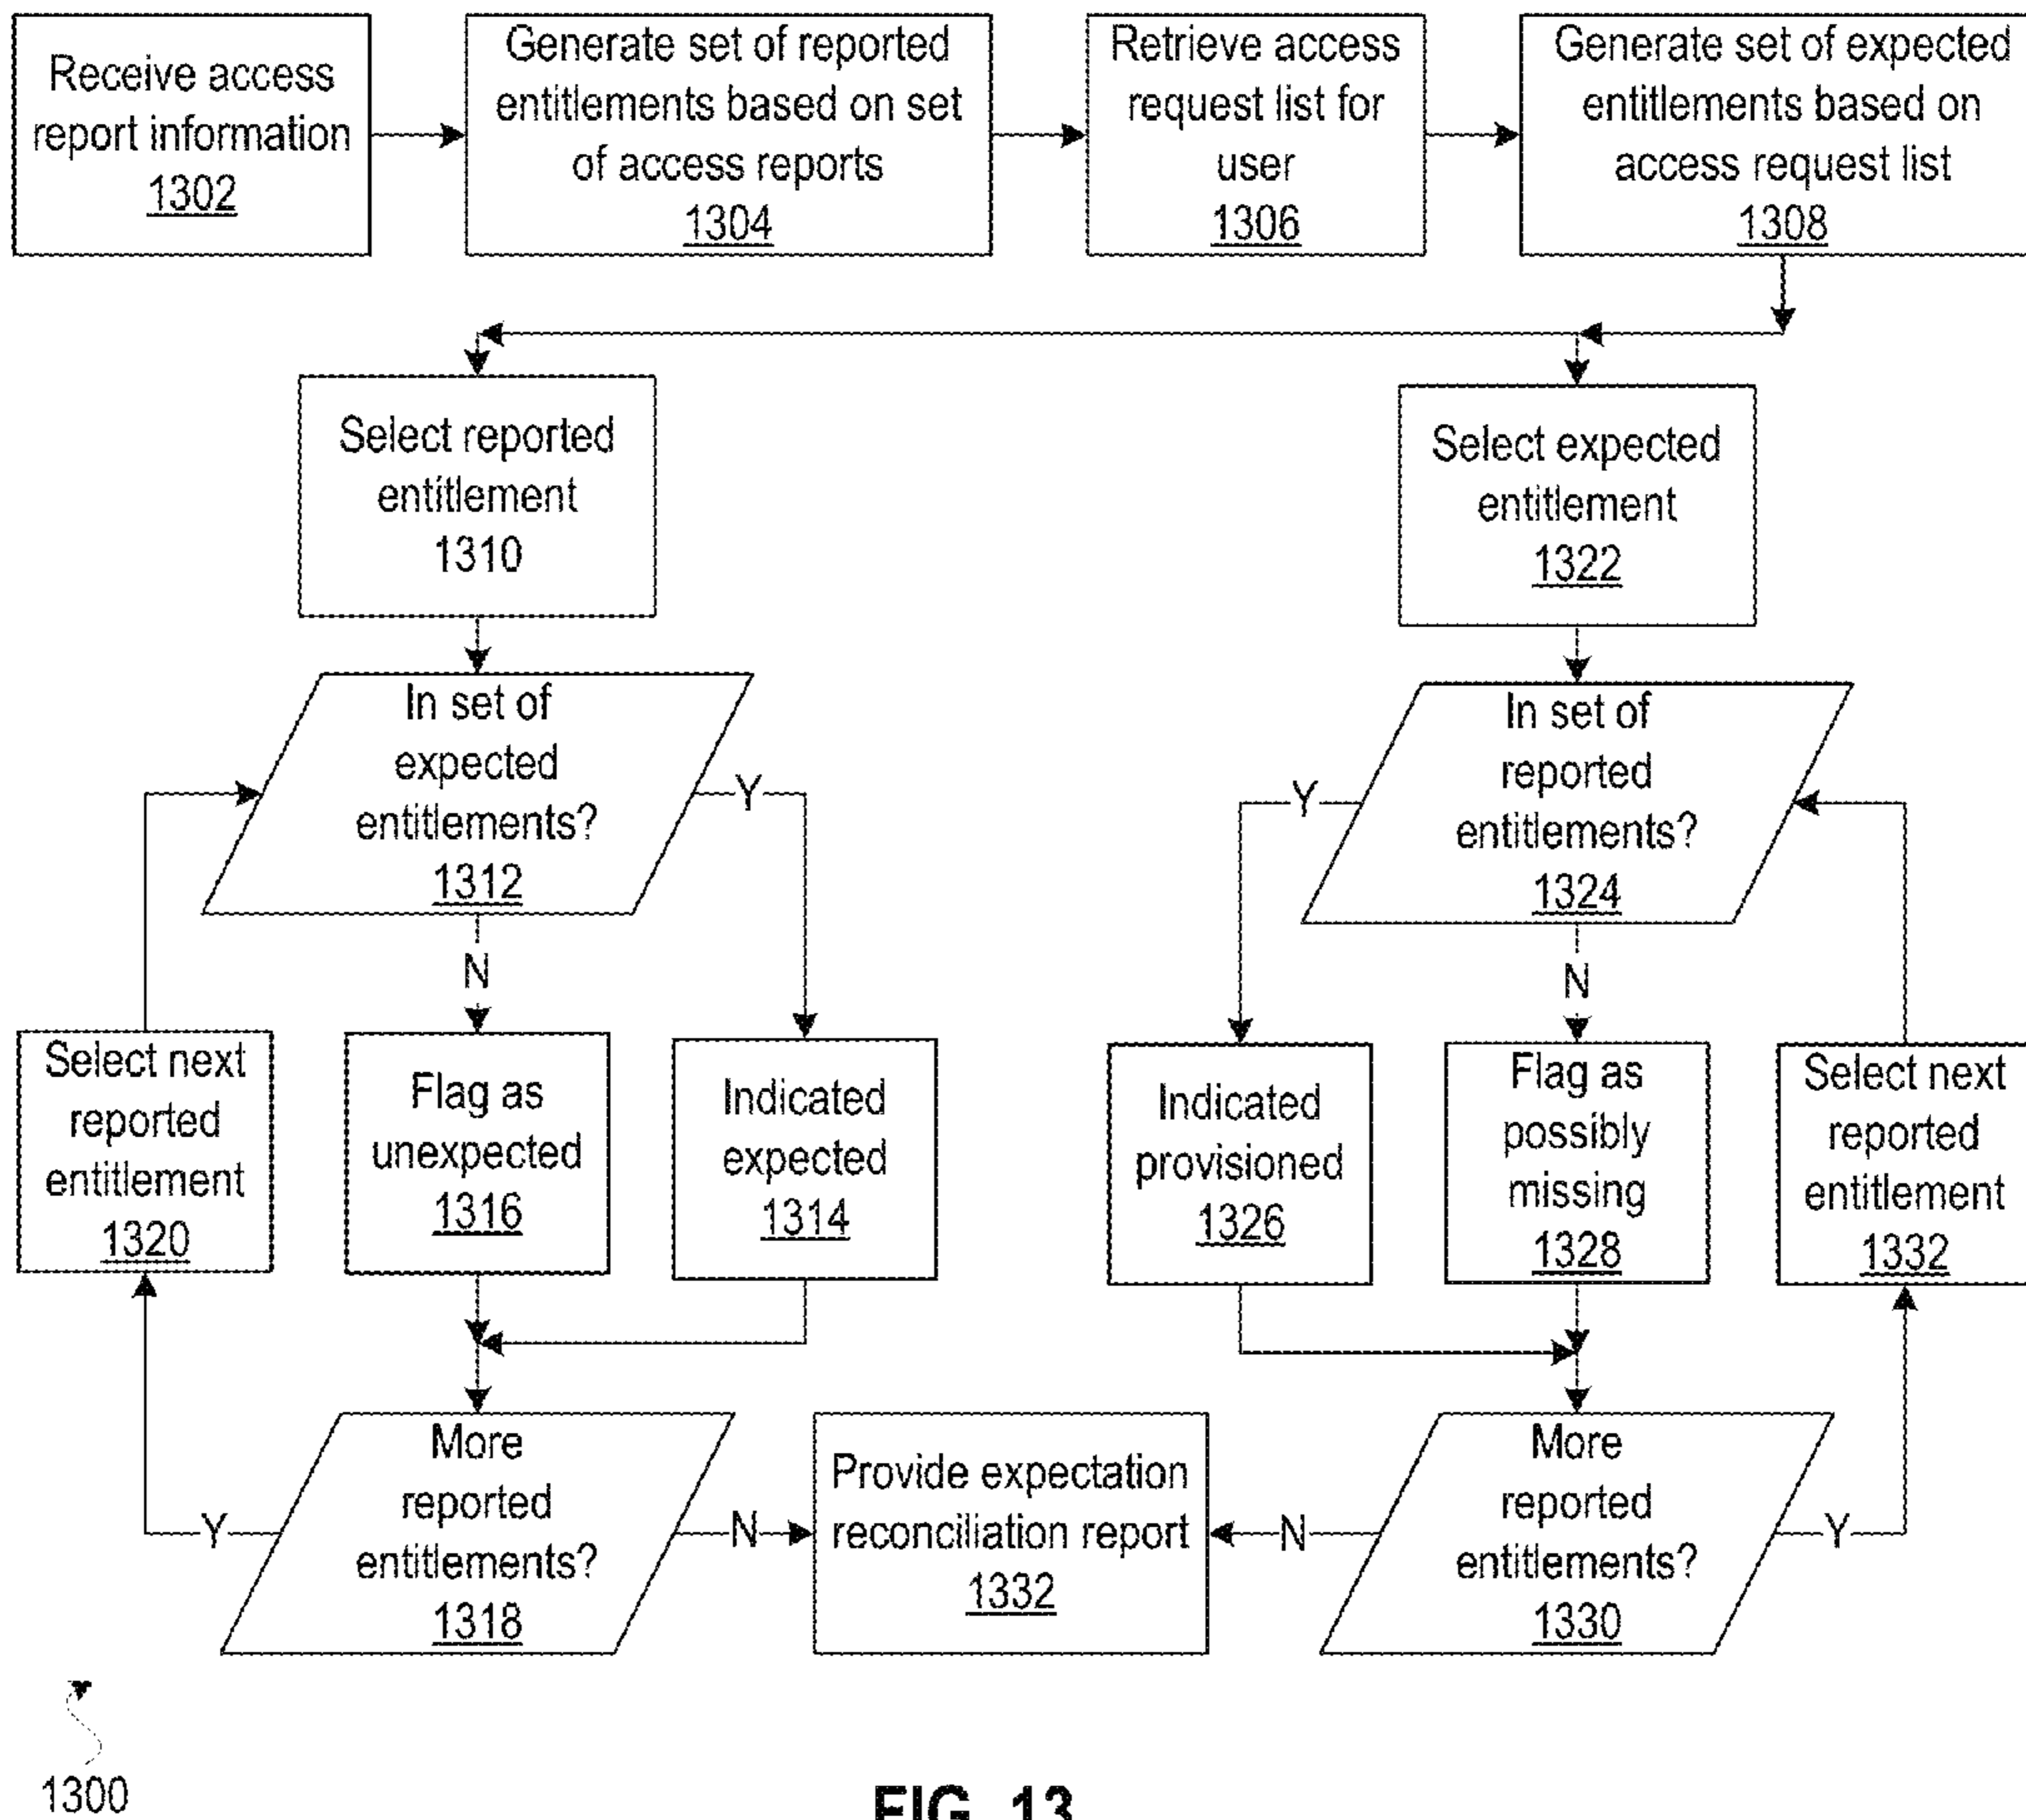 Receive access
report information
1302
Generate set of reported
entitlements based on set
of access reports
1304
Retrieve access
request list for
user
1306
Generate set of expected
entitlements based on
access request list
1308
Select reported
entitlement
1310
Select expected
entitlement
1322
In set of
expected
entitlements?
1312
Y
N
In set of
reported
entitlements?
1324
Y
N
Select next
reported
entitlement
1320
Flag as
unexpected
1316
Indicated
expected
1314
Indicated
provisioned
1326
Flag as
possibly
missing
1328
Select next
reported
entitlement
1332
More
reported
entitlements?
1318
Y
N
Provide expectation
reconciliation report
1332
More
reported
entitlements?
1330
N
Y
1300
FIG. 13